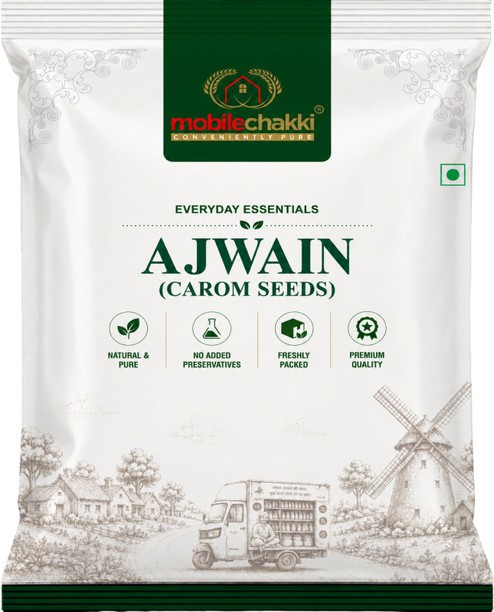 mobilechakki®
CONVENIENTLY PURE
EVERYDAY ESSENTIALS
AJWAIN
(CAROM SEEDS)
NATURAL &
PURE
NO ADDED
PRESERVATIVES
FRESHLY
PACKED
PREMIUM
QUALITY